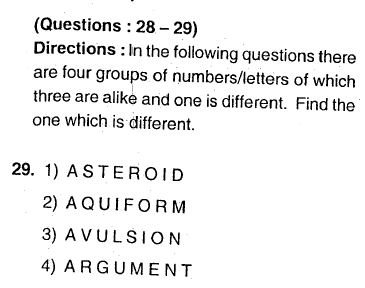 (Questions : 28 – 29)
Directions : In the following questions there
are four groups of numbers/letters of which
three are alike and one is different. Find the
one which is different.
29. 1) A S T E R O I D
2) A Q U I F O R M
3) A V U L S I O N
4) A R G U M E N T